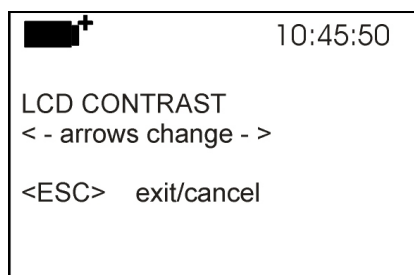 10:45:50
LCD CONTRAST
< - arrows change - >
<ESC> exit/cancel